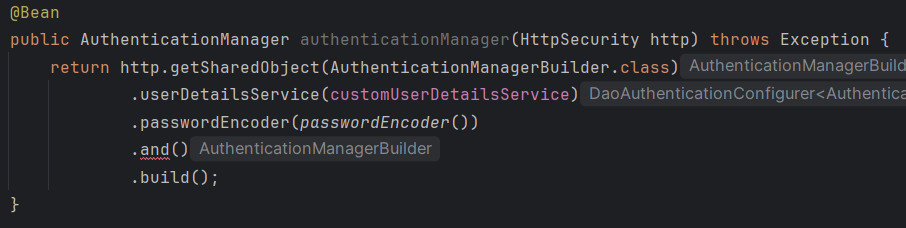 @Bean
public AuthenticationManager authenticationManager(HttpSecurity http) throws Exception {
    return http.getSharedObject(AuthenticationManagerBuilder.class) AuthenticationManagerBuild
            .userDetailsService(customUserDetailsService) DaoAuthenticationConfigurer<Authentica
            .passwordEncoder(passwordEncoder())
            .and() AuthenticationManagerBuilder
            .build();
}